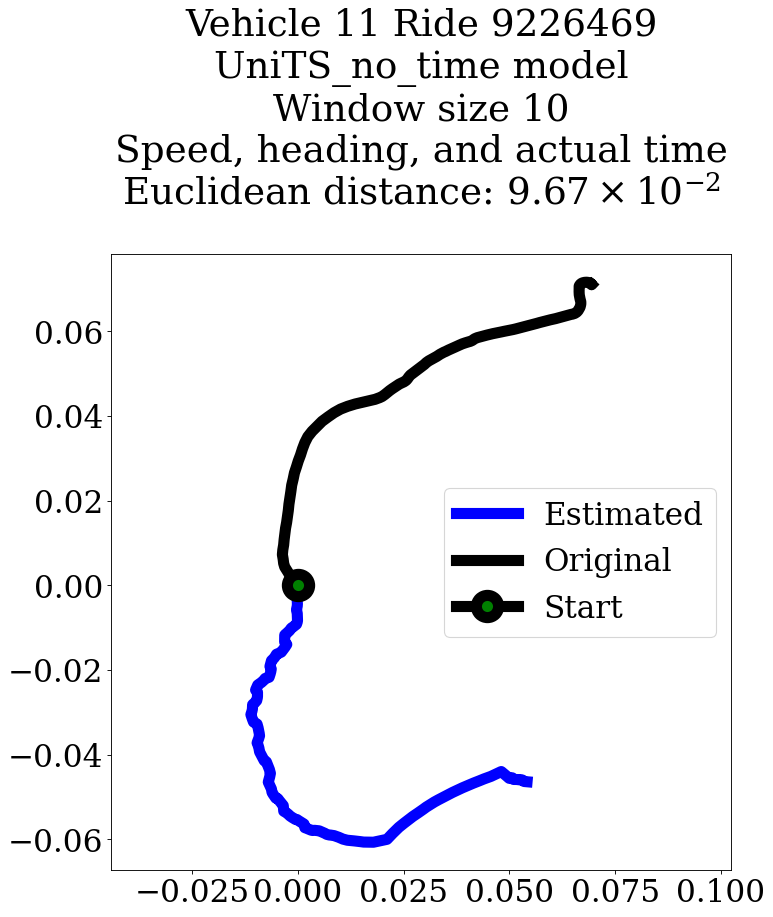 Vehicle 11 Ride 9226469
UniTS_no_time model
Window size 10
Speed, heading, and actual time
Euclidean distance: 9.67 × 10⁻²
0.06
0.04
0.02
0.00
−0.02
−0.04
−0.06
Estimated
Original
Start
−0.025 0.000 0.025 0.050 0.075 0.100